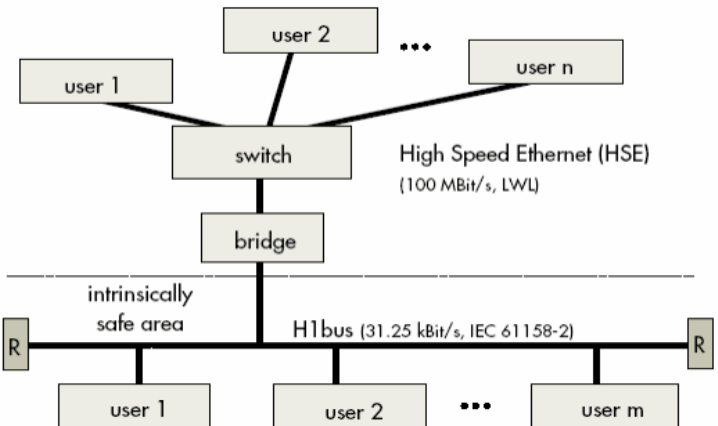 user 2
•••
user n
user 1
switch
High Speed Ethernet (HSE)
(100 MBit/s, LWL)
bridge
intrinsically
safe area
H1bus (31.25 kBit/s, IEC 61158-2)
R
R
user 1
user 2
•••
user m